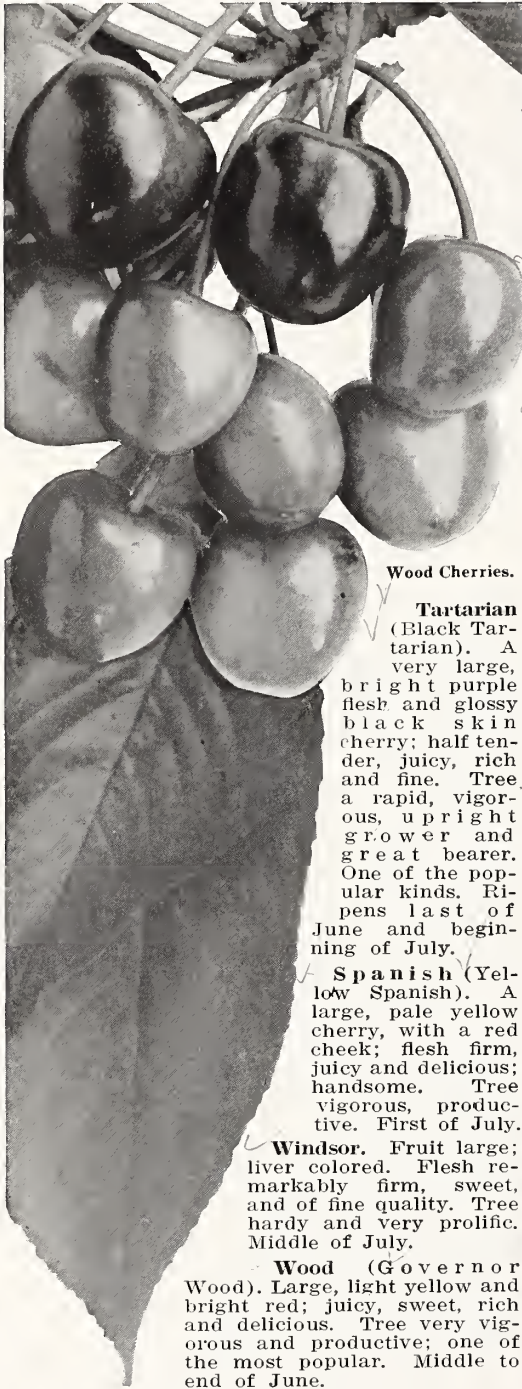 Wood Cherries.
Tartarian
(Black Tar-
tarian). A
very large,
bright purple
flesh and glossy
black skin
cherry; half ten-
der, juicy, rich
and fine. Tree
a rapid, vigor-
ous, upright
grower and
great bearer.
One of the pop-
ular kinds. Ri-
pens last of
June and begin-
ning of July.
Spanish (Yel-
low Spanish). A
large, pale yellow
cherry, with a red
cheek; flesh firm,
juicy and delicious;
handsome. Tree
vigorous, produc-
tive. First of July.
Windsor. Fruit large;
liver colored. Flesh re-
markably firm, sweet,
and of fine quality. Tree
hardy and very prolific.
Middle of July.
Wood (Governor
Wood). Large, light yellow and
bright red; juicy, sweet, rich
and delicious. Tree very vig-
orous and productive; one of
the most popular. Middle to
end of June.